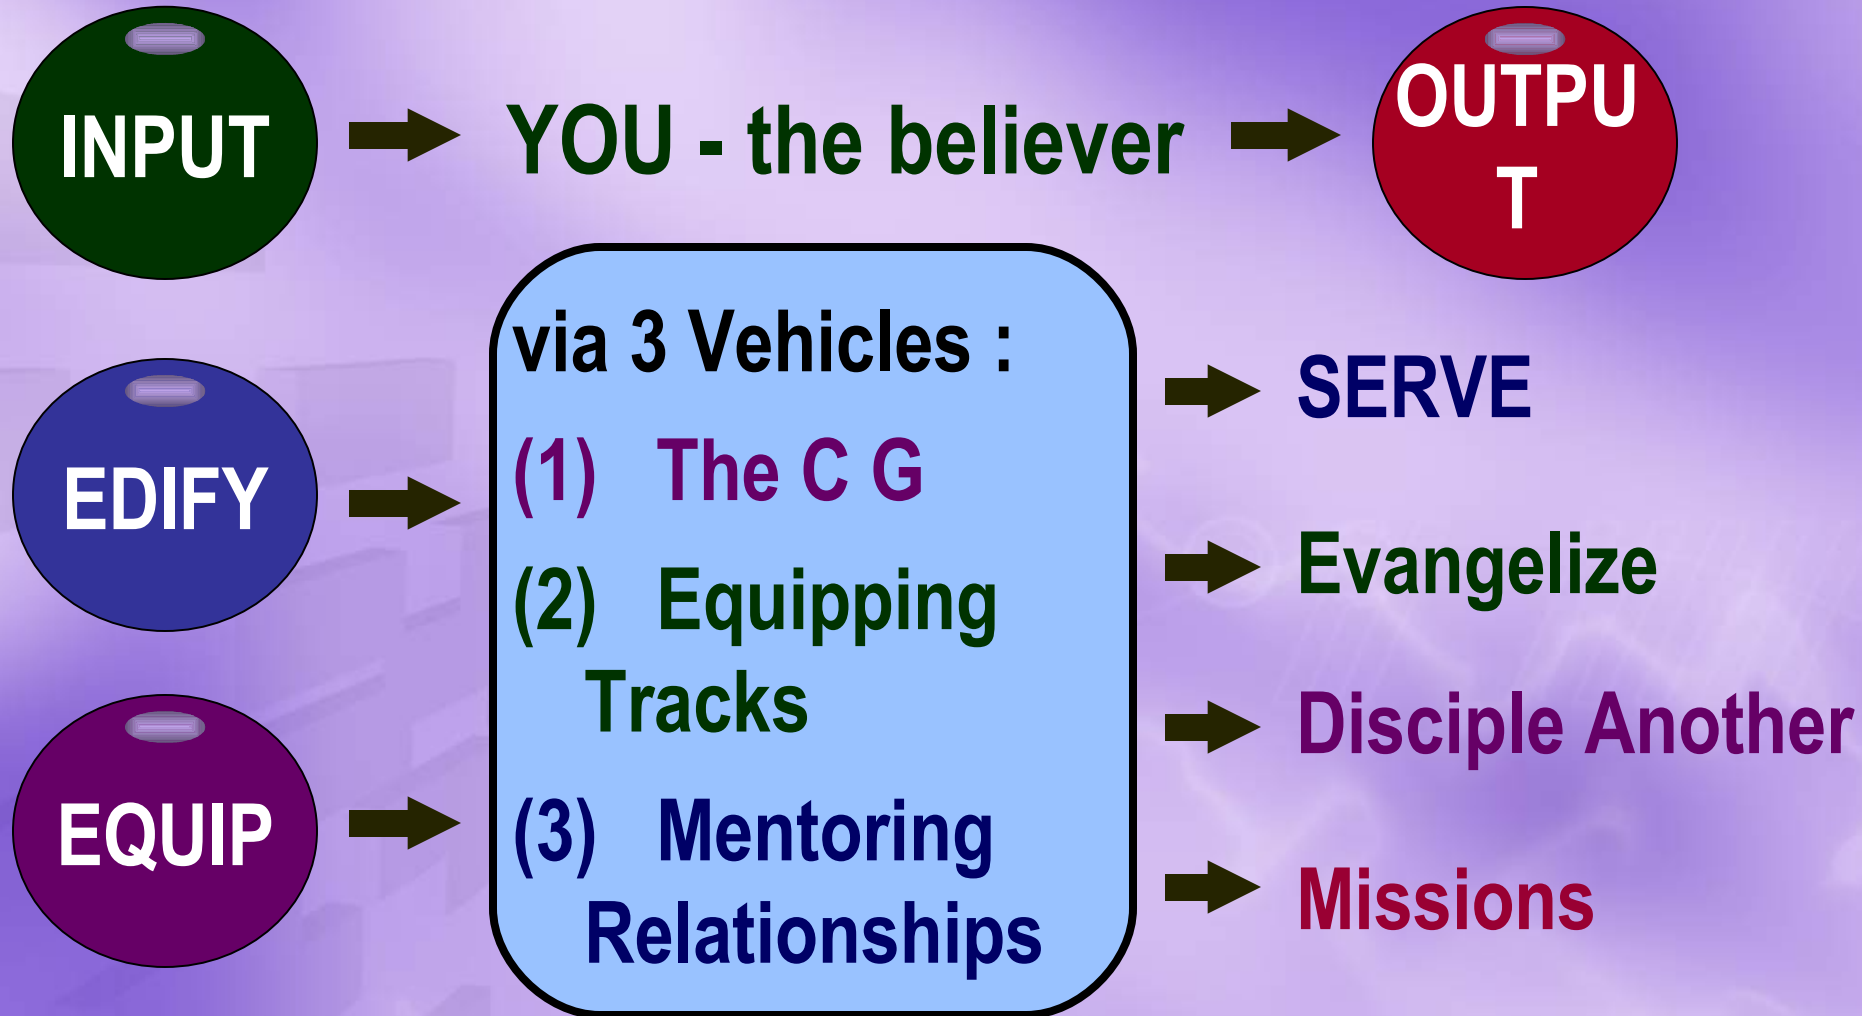 INPUT
YOU - the believer
OUTPU
T
EDIFY
EQUIP
via 3 Vehicles :
(1) The C G
(2) Equipping
Tracks
(3) Mentoring
Relationships
SERVE
Evangelize
Disciple Another
Missions